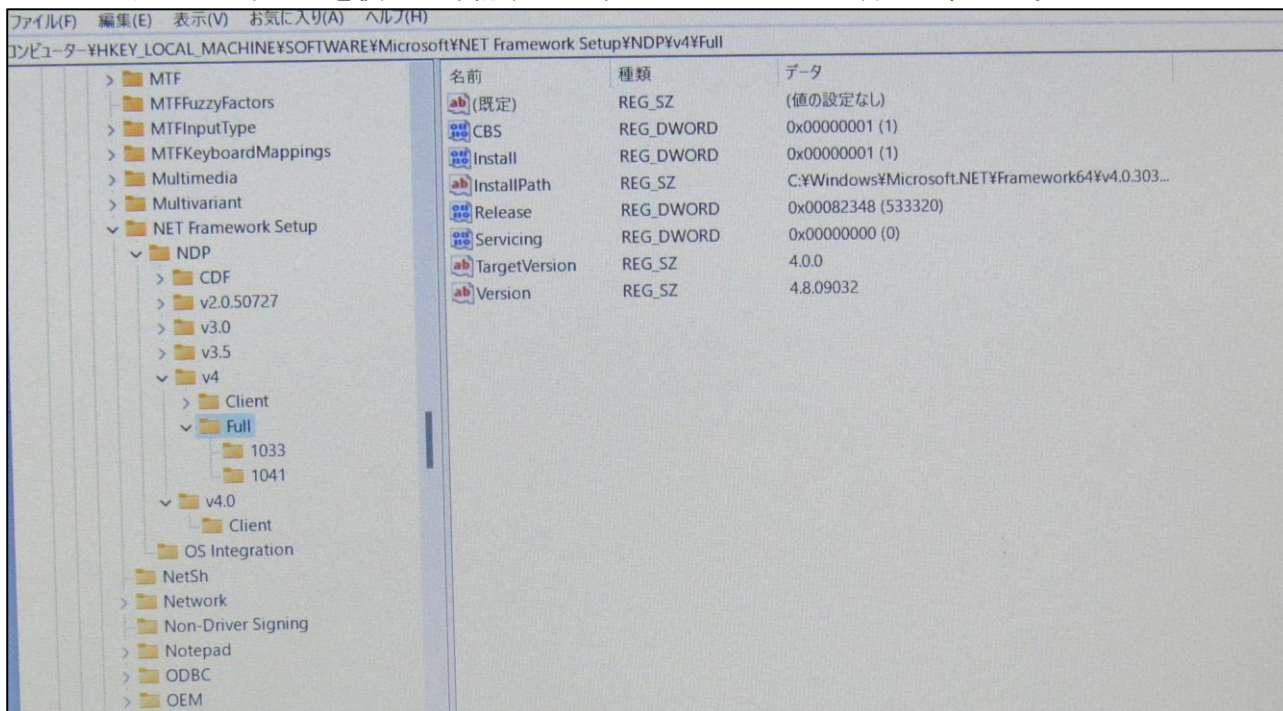 ファイル(F) 編集(E) 表示(V) お気に入り(A) ヘルプ(H)
コンピューター¥HKEY_LOCAL_MACHINE¥SOFTWARE¥Microsoft¥NET Framework Setup¥NDP¥v4¥Full
MTF
MTFFuzzyFactors
MTFInputType
MTFKeyboardMappings
Multimedia
Multivariant
NET Framework Setup
NDP
CDF
v2.0.50727
v3.0
v3.5
v4
Client
Full
1033
1041
v4.0
Client
OS Integration
NetSh
Network
Non-Driver Signing
Notepad
ODBC
OEM
名前 種類 データ
(既定) REG_SZ (値の設定なし)
CBS REG_DWORD 0x00000001 (1)
Install REG_DWORD 0x00000001 (1)
InstallPath REG_SZ C:¥Windows¥Microsoft.NET¥Framework64¥v4.0.303...
Release REG_DWORD 0x00082348 (533320)
Servicing REG_DWORD 0x00000000 (0)
TargetVersion REG_SZ 4.0.0
Version REG_SZ 4.8.09032